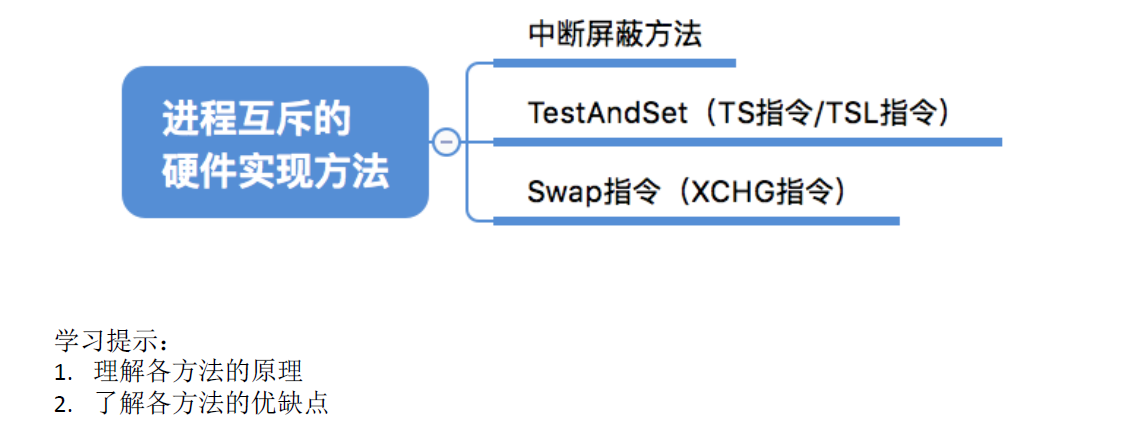 进程互斥的
硬件实现方法
中断屏蔽方法
TestAndSet（TS指令/TSL指令）
Swap指令（XCHG指令）
学习提示：
1. 理解各方法的原理
2. 了解各方法的优缺点